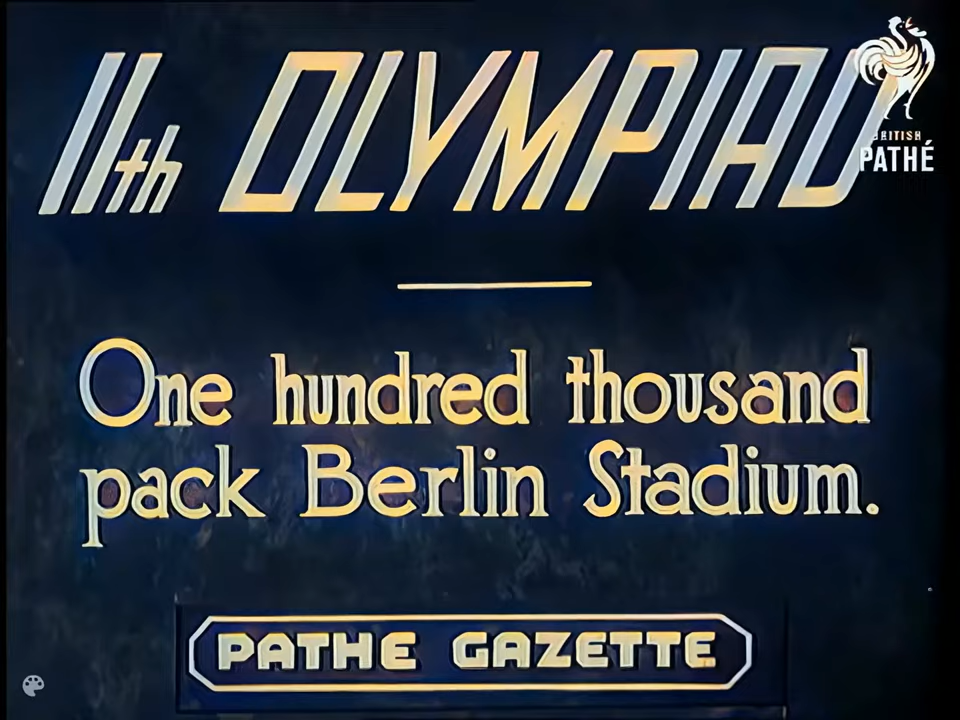 11th OLYMPIAD
BRITISH
PATHÉ
One hundred thousand
pack Berlin Stadium.
PATHE GAZETTE